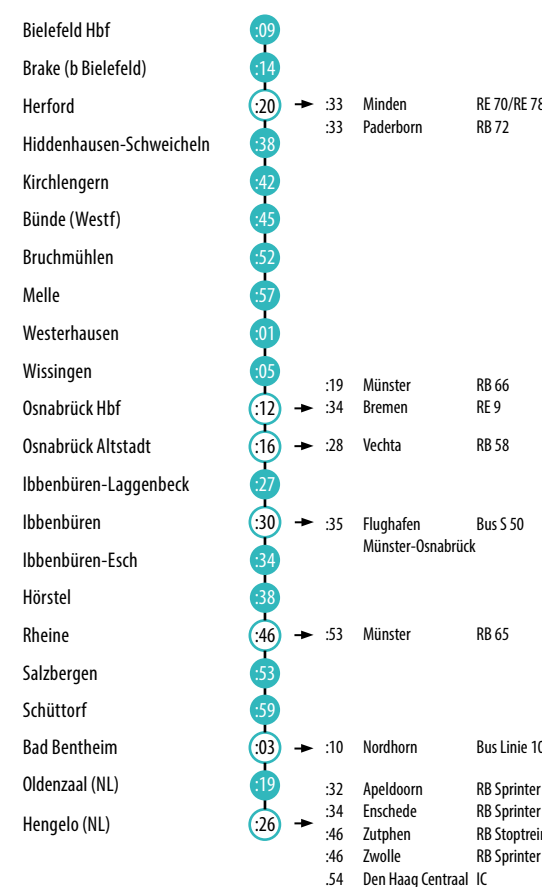 Bielefeld Hbf :09
Brake (b Bielefeld) :14
Herford :20 :33 Minden RE 70/RE 78
:33 Paderborn RB 72
Hiddenhausen-Schweicheln :38
Kirchlengern :42
Bünde (Westf) :45
Bruchmühlen :52
Melle :57
Westerhausen :01
Wissingen :05
:19 Münster RB 66
Osnabrück Hbf :12 :34 Bremen RE 9
Osnabrück Altstadt :16 :28 Vechta RB 58
Ibbenbüren-Laggenbeck :27
Ibbenbüren :30 :35 Flughafen Bus S 50
Münster-Osnabrück
Ibbenbüren-Esch :34
Hörstel :38
Rheine :46 :53 Münster RB 65
Salzbergen :53
Schüttorf :59
Bad Bentheim :03 :10 Nordhorn Bus Linie 10
Oldenzaal (NL) :19
:32 Apeldoorn RB Sprinter
:34 Enschede RB Sprinter
Hengelo (NL) :26
:46 Zutphen RB Stoptrein
:46 Zwolle RB Sprinter
.54 Den Haag Centraal IC